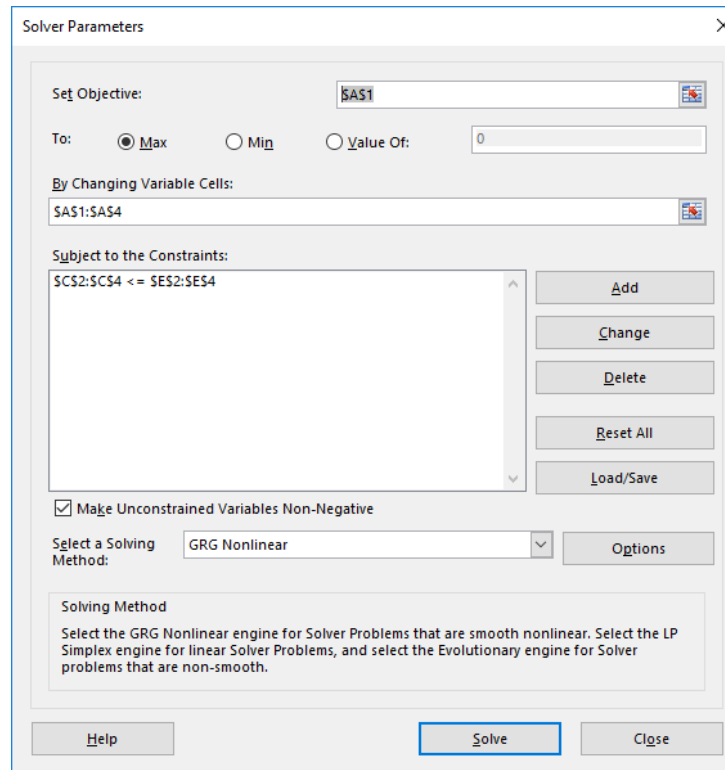 Solver Parameters
Set Objective: $A$1
To: Max Min Value Of: 0
By Changing Variable Cells:
$A$1:$A$4
Subject to the Constraints:
$C$2:$C$4 <= $E$2:$E$4
Add
Change
Delete
Reset All
Load/Save
Make Unconstrained Variables Non-Negative
Select a Solving
Method:
GRG Nonlinear
Options
Solving Method
Select the GRG Nonlinear engine for Solver Problems that are smooth nonlinear. Select the LP
Simplex engine for linear Solver Problems, and select the Evolutionary engine for Solver
problems that are non-smooth.
Help Solve Close